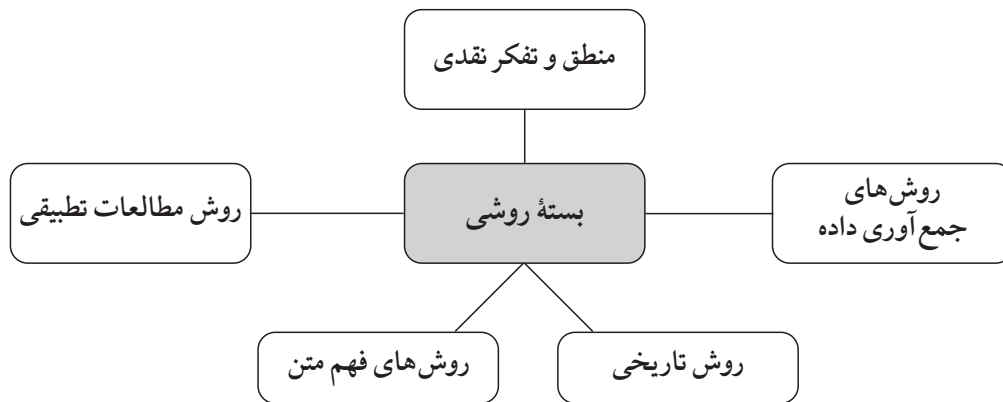 منطق و تفکر نقدی
روش‌های
جمع‌آوری داده
بستهٔ روشی
روش مطالعات تطبیقی
روش تاریخی
روش‌های فهم متن